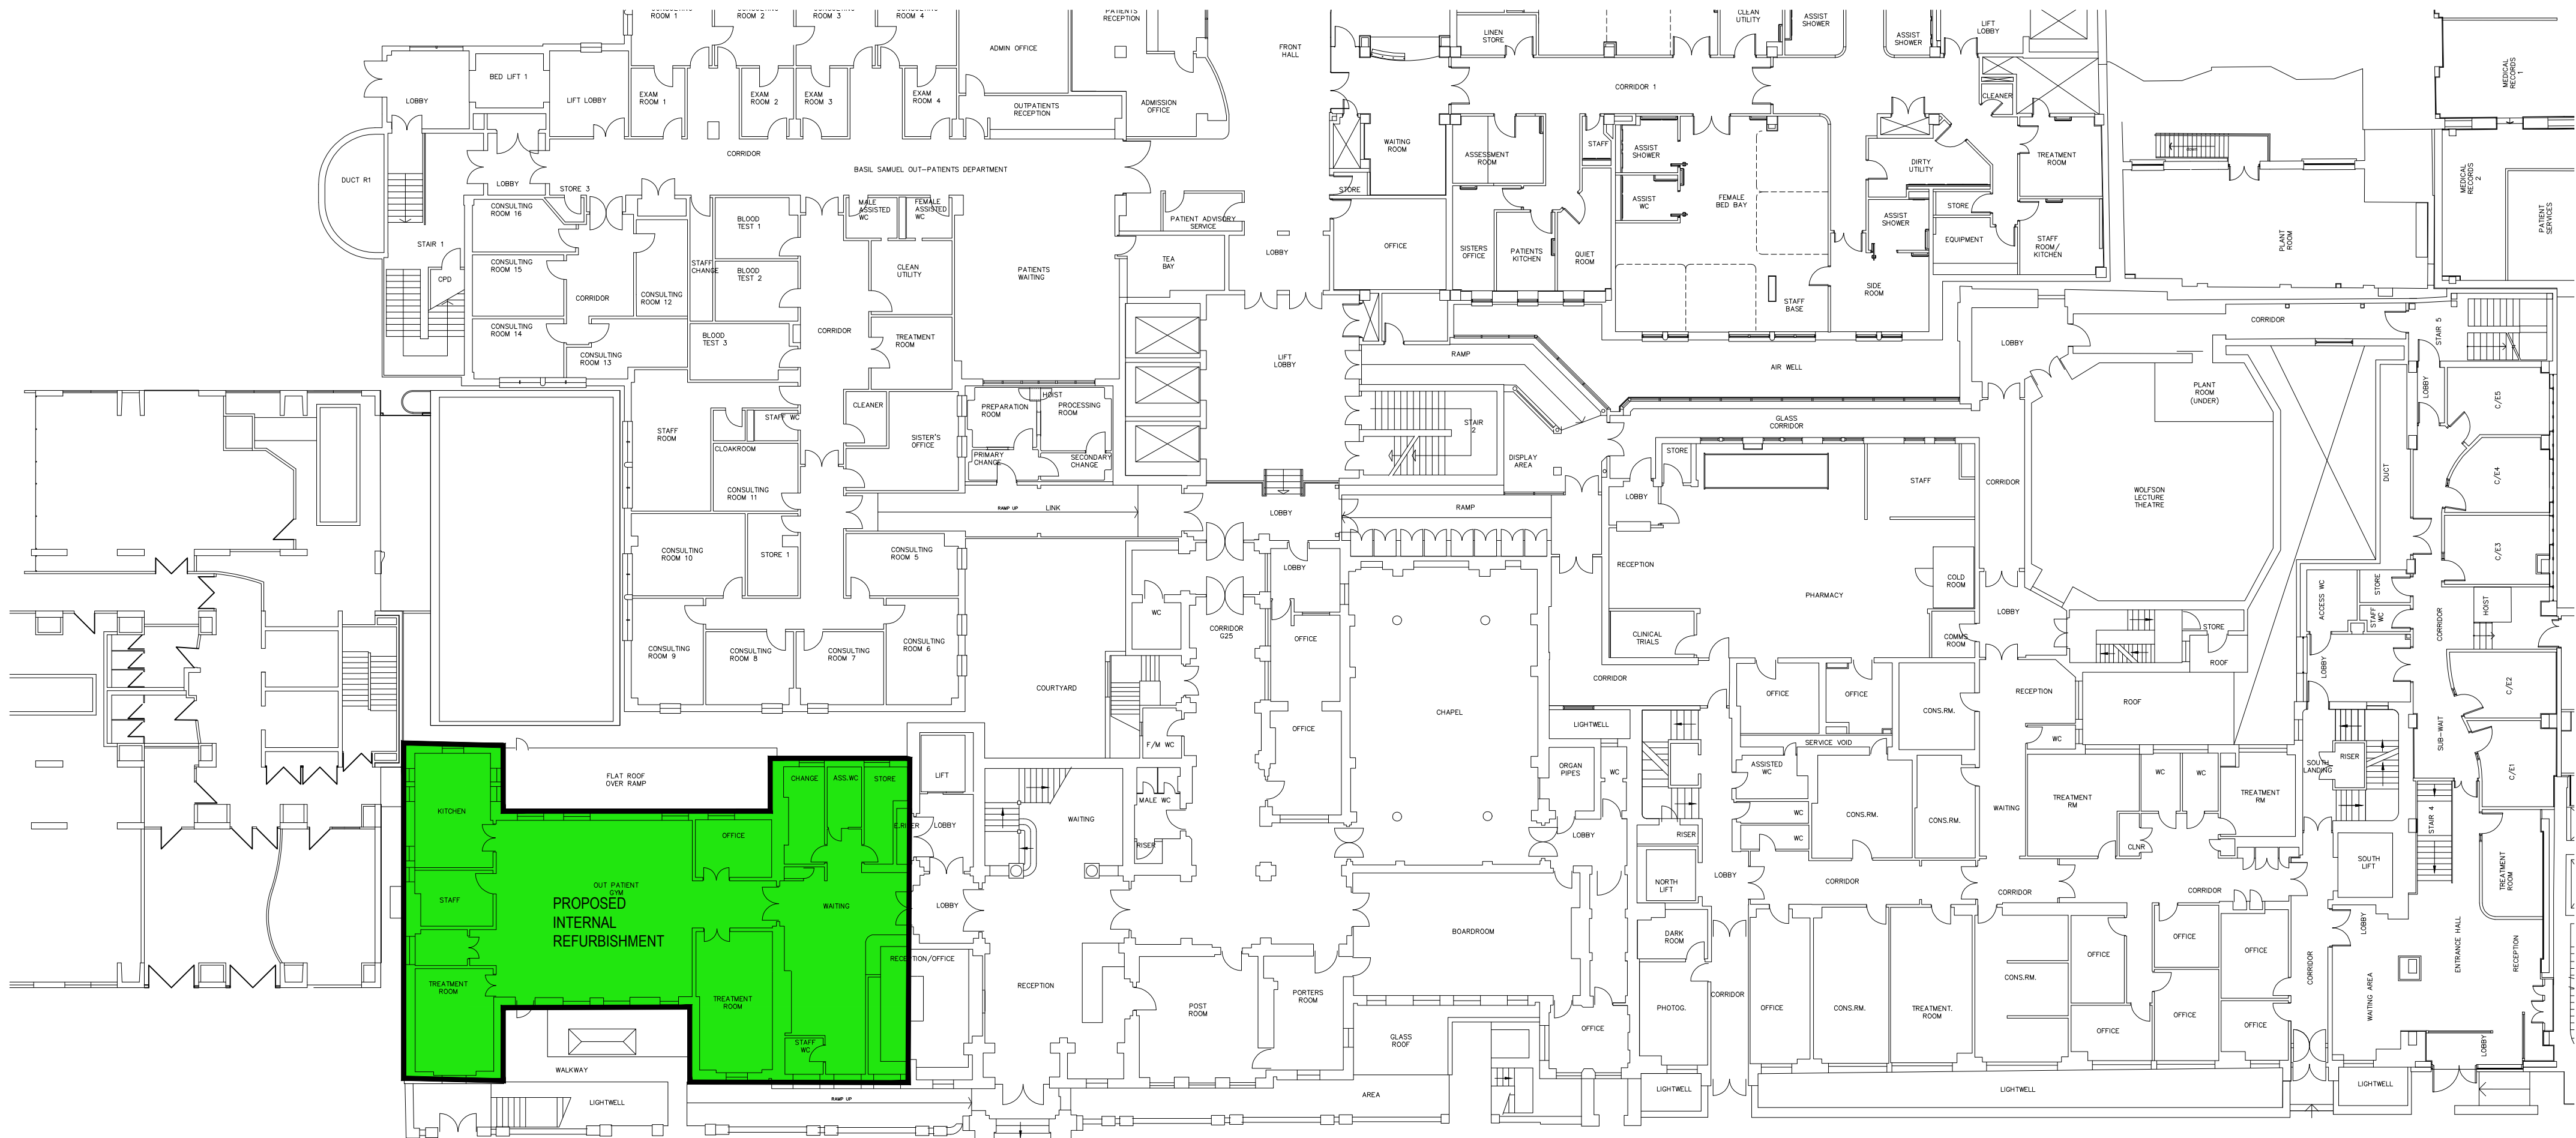 CONSULTING
ROOM 1
CONSULTING
ROOM 2
CONSULTING
ROOM 3
CONSULTING
ROOM 4
ADMIN OFFICE
PATIENTS
RECEPTION
FRONT
HALL
LINEN
STORE
CLEAN
UTILITY
ASSIST
SHOWER
ASSIST
SHOWER
LIFT
LOBBY
MEDICAL
RECORDS
1
BED LIFT 1
LOBBY
LIFT LOBBY
EXAM
ROOM 1
EXAM
ROOM 2
EXAM
ROOM 3
EXAM
ROOM 4
OUTPATIENTS
RECEPTION
ADMISSION
OFFICE
CORRIDOR 1
CLEANER
CORRIDOR
BASIL SAMUEL OUT-PATIENTS DEPARTMENT
WAITING
ROOM
ASSESSMENT
ROOM
STAFF
ASSIST
SHOWER
DIRTY
UTILITY
TREATMENT
ROOM
down
MEDICAL
RECORDS
2
DUCT R1
LOBBY
STORE 3
CONSULTING
ROOM 16
MALE
ASSISTED
WC
FEMALE
ASSISTED
WC
BLOOD
TEST 1
PATIENT ADVISORY
SERVICE
STORE
ASSIST
WC
FEMALE
BED BAY
ASSIST
SHOWER
STORE
EQUIPMENT
STAFF
ROOM/
KITCHEN
PLANT
ROOM
PATIENT
SERVICES
STAIR 1
CPD
CONSULTING
ROOM 15
CORRIDOR
CONSULTING
ROOM 12
STAFF
CHANGE
BLOOD
TEST 2
CLEAN
UTILITY
PATIENTS
WAITING
TEA
BAY
LOBBY
OFFICE
SISTERS
OFFICE
PATIENTS
KITCHEN
QUIET
ROOM
SIDE
ROOM
STAFF
BASE
CONSULTING
ROOM 14
CONSULTING
ROOM 13
BLOOD
TEST 3
CORRIDOR
TREATMENT
ROOM
LIFT
LOBBY
RAMP
AIR WELL
LOBBY
CORRIDOR
STAIR 5
PLANT
ROOM
(UNDER)
LOBBY
C/E5
HOIST
PREPARATION
ROOM
PROCESSING
ROOM
CLEANER
STAFF WC
STAFF
ROOM
SISTER'S
OFFICE
CLOAKROOM
PRIMARY
CHANGE
SECONDARY
CHANGE
STAIR
2
DISPLAY
AREA
GLASS
CORRIDOR
STORE
STAFF
CORRIDOR
WOLFSON
LECTURE
THEATRE
DUCT
C/E4
CONSULTING
ROOM 11
RAMP UP
LINK
LOBBY
RAMP
LOBBY
CONSULTING
ROOM 10
STORE 1
CONSULTING
ROOM 5
LOBBY
RECEPTION
PHARMACY
COLD
ROOM
C/E3
WC
CORRIDOR
G25
OFFICE
CLINICAL
TRIALS
COMMS
ROOM
LOBBY
STORE
ROOF
ACCESS WC
STORE
STAFF
WC
CORRIDOR
HOIST
CONSULTING
ROOM 9
CONSULTING
ROOM 8
CONSULTING
ROOM 7
CONSULTING
ROOM 6
COURTYARD
CORRIDOR
OFFICE
OFFICE
CONS.RM.
RECEPTION
ROOF
LOBBY
C/E2
F/M WC
OFFICE
CHAPEL
LIGHTWELL
SERVICE VOID
WC
SUB-WAIT
KITCHEN
FLAT ROOF
OVER RAMP
CHANGE
ASS.WC
STORE
LIFT
WAITING
MALE WC
ORGAN
PIPES
WC
ASSISTED
WC
CONS.RM.
CONS.RM.
WAITING
TREATMENT
RM
WC
WC
TREATMENT
RM
SOUTH
LANDING
RISER
C/E1
OFFICE
E.RISER
LOBBY
RISER
LOBBY
RISER
WC
WC
CLNR
STAIR 4
OUT PATIENT
GYM
PROPOSED
INTERNAL
REFURBISHMENT
STAFF
WAITING
LOBBY
NORTH
LIFT
LOBBY
CORRIDOR
CORRIDOR
CORRIDOR
SOUTH
LIFT
TREATMENT
ROOM
BOARDROOM
DARK
ROOM
OFFICE
OFFICE
OFFICE
LOBBY
ENTRANCE HALL
RECEPTION
TREATMENT
ROOM
TREATMENT
ROOM
RECEPTION/OFFICE
RECEPTION
POST
ROOM
PORTERS
ROOM
PHOTOG.
CORRIDOR
OFFICE
CONS.RM.
TREATMENT.
ROOM
CONS.RM.
OFFICE
OFFICE
OFFICE
CORRIDOR
WAITING AREA
STAFF
WC
GLASS
ROOF
OFFICE
LOBBY
WALKWAY
LIGHTWELL
RAMP UP
AREA
LIGHTWELL
LIGHTWELL
LIGHTWELL